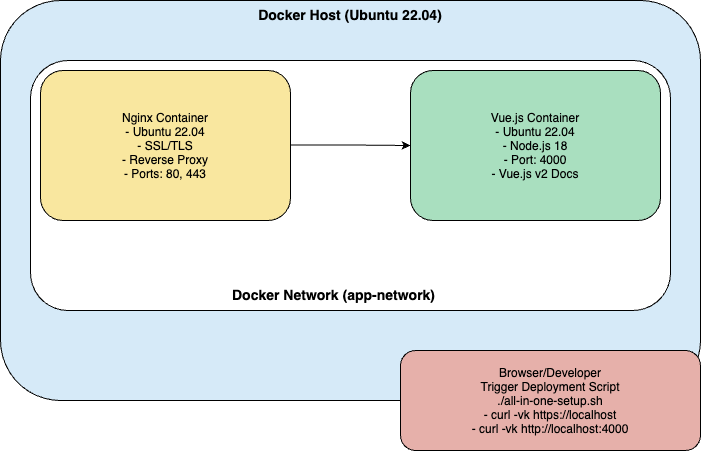 Docker Host (Ubuntu 22.04)
Nginx Container
- Ubuntu 22.04
- SSL/TLS
- Reverse Proxy
- Ports: 80, 443
Vue.js Container
- Ubuntu 22.04
- Node.js 18
- Port: 4000
- Vue.js v2 Docs
Docker Network (app-network)
Browser/Developer
Trigger Deployment Script
./all-in-one-setup.sh
- curl -vk https://localhost
- curl -vk http://localhost:4000